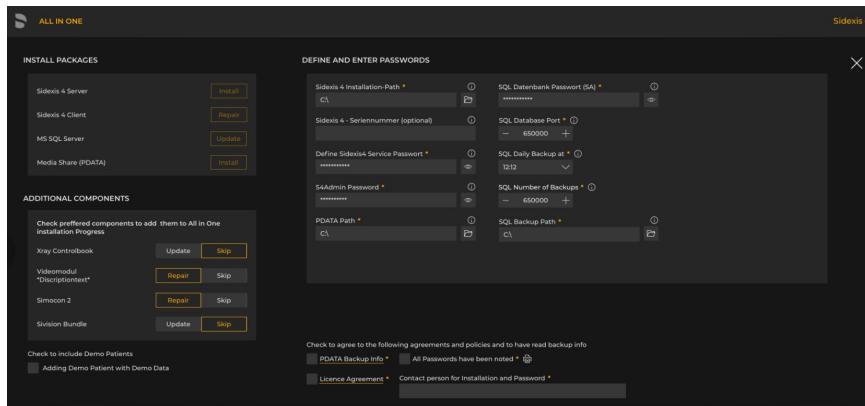 ALL IN ONE
Sidexis
INSTALL PACKAGES
Sidexis 4 Server
Install
Sidexis 4 Client
Repair
MS SQL Server
Update
Media Share (PDATA)
Install
ADDITIONAL COMPONENTS
Check preffered components to add them to All in One
installation Progress
Xray Controlbook
Update
Skip
Videomodul
*Discriptiontext*
Repair
Skip
Simocon 2
Repair
Skip
Sivision Bundle
Update
Skip
Check to include Demo Patients
Adding Demo Patient with Demo Data
DEFINE AND ENTER PASSWORDS
Sidexis 4 Installation-Path *
C:\
Sidexis 4 - Seriennummer (optional)
Define Sidexis4 Service Passwort *
**********
S4Admin Password *
**********
PDATA Path *
C:\
SQL Datenbank Passwort (SA) *
***********
SQL Database Port *
− 650000 +
SQL Daily Backup at *
12:12
SQL Number of Backups *
− 650000 +
SQL Backup Path *
C:\
Check to agree to the following agreements and policies and to have read backup info
PDATA Backup Info *
All Passwords have been noted *
Licence Agreement *
Contact person for Installation and Password *